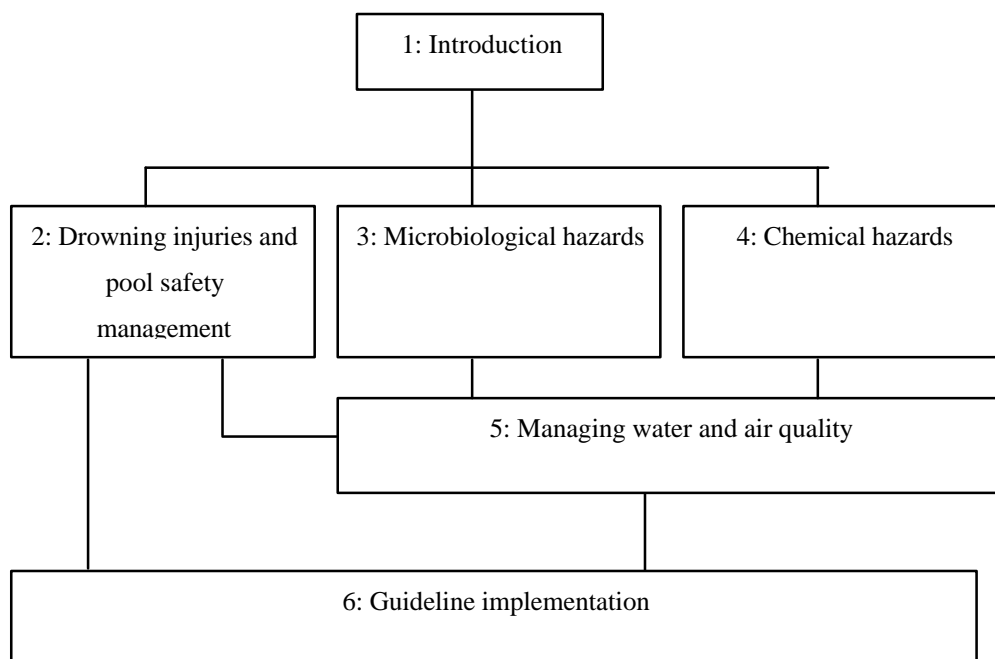 1: Introduction
2: Drowning injuries and
pool safety
management
3: Microbiological hazards
4: Chemical hazards
5: Managing water and air quality
6: Guideline implementation